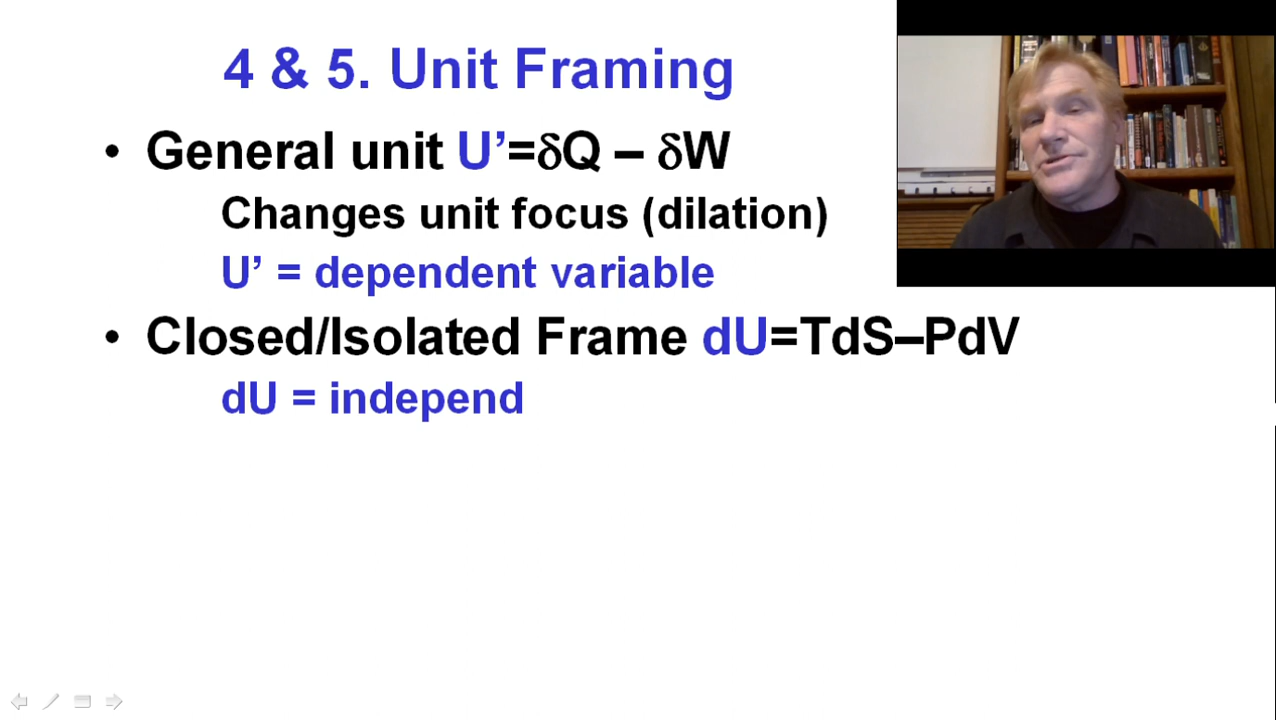 4 & 5. Unit Framing
• General unit U’=δQ – δW
Changes unit focus (dilation)
U’ = dependent variable
• Closed/Isolated Frame dU=TdS–PdV
dU = independ